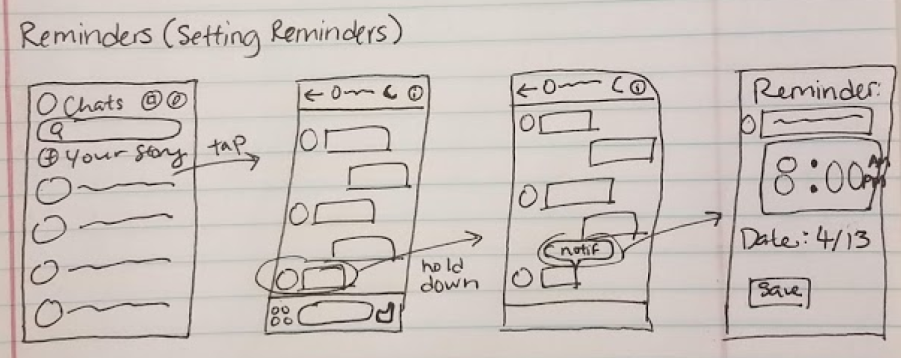 Reminders (Setting Reminders)
Chats
Your Story
tap
hold
down
notif
Reminder:
8:00 AM
PM
Date: 4/13
Save